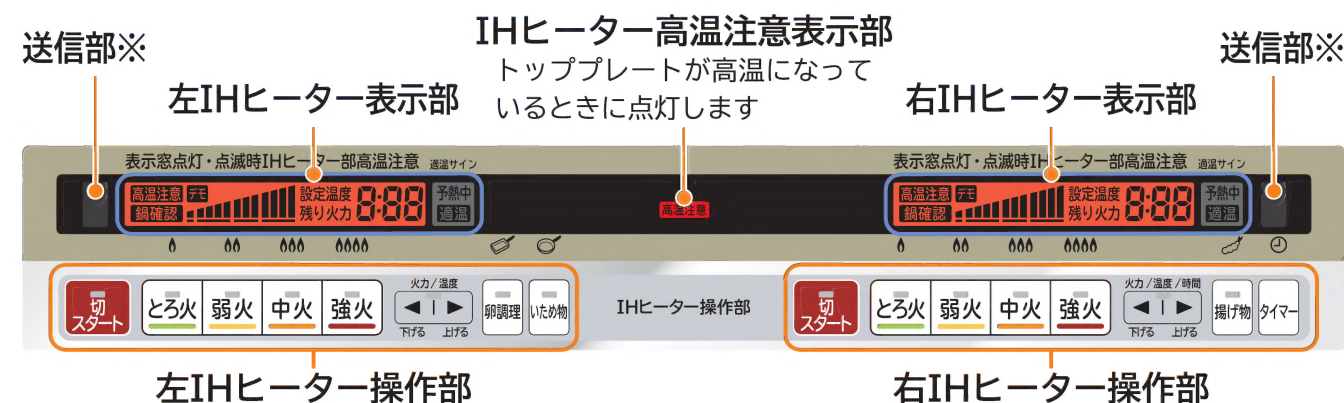 送信部※
IHヒーター高温注意表示部
トッププレートが高温になって
いるときに点灯します
送信部※
左IHヒーター表示部
右IHヒーター表示部
表示窓点灯・点滅時IHヒーター部高温注意 適温サイン
表示窓点灯・点滅時IHヒーター部高温注意 適温サイン
高温注意 デモ 設定温度 8:88 予熱中
鍋確認 残り火力 適温
高温注意
高温注意 デモ 設定温度 8:88 予熱中
鍋確認 残り火力 適温
切
スタート
とろ火
弱火
中火
強火
火力/温度
◀ | ▶
下げる 上げる
卵調理
いため物
IHヒーター操作部
切
スタート
とろ火
弱火
中火
強火
火力/温度/時間
◀ | ▶
下げる 上げる
揚げ物
タイマー
左IHヒーター操作部
右IHヒーター操作部